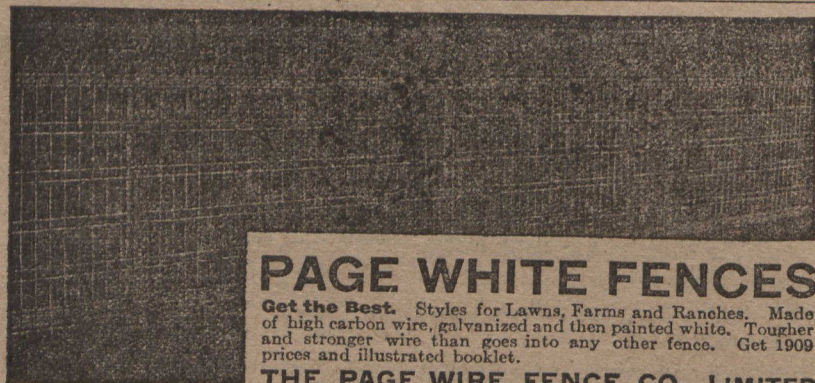 PAGE WHITE FENCES
Get the Best. Styles for Lawns, Farms and Ranches. Made
of high carbon wire, galvanized and then painted white. Tougher
and stronger wire than goes into any other fence. Get 1909
prices and illustrated booklet.
THE PAGE WIRE FENCE CO. LIMITED